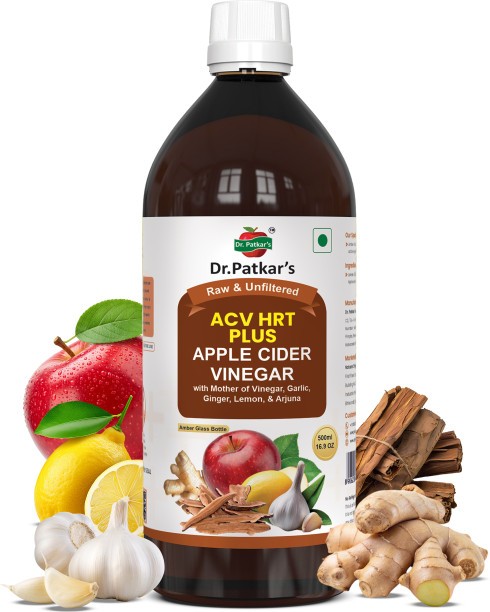 Dr. Patkar's
TM
Dr.Patkar's
Raw & Unfiltered
ACV HRT
PLUS
APPLE CIDER
VINEGAR
with Mother of Vinegar, Garlic,
Ginger, Lemon, & Arjuna
Amber Glass Bottle
500ml
16.9 OZ